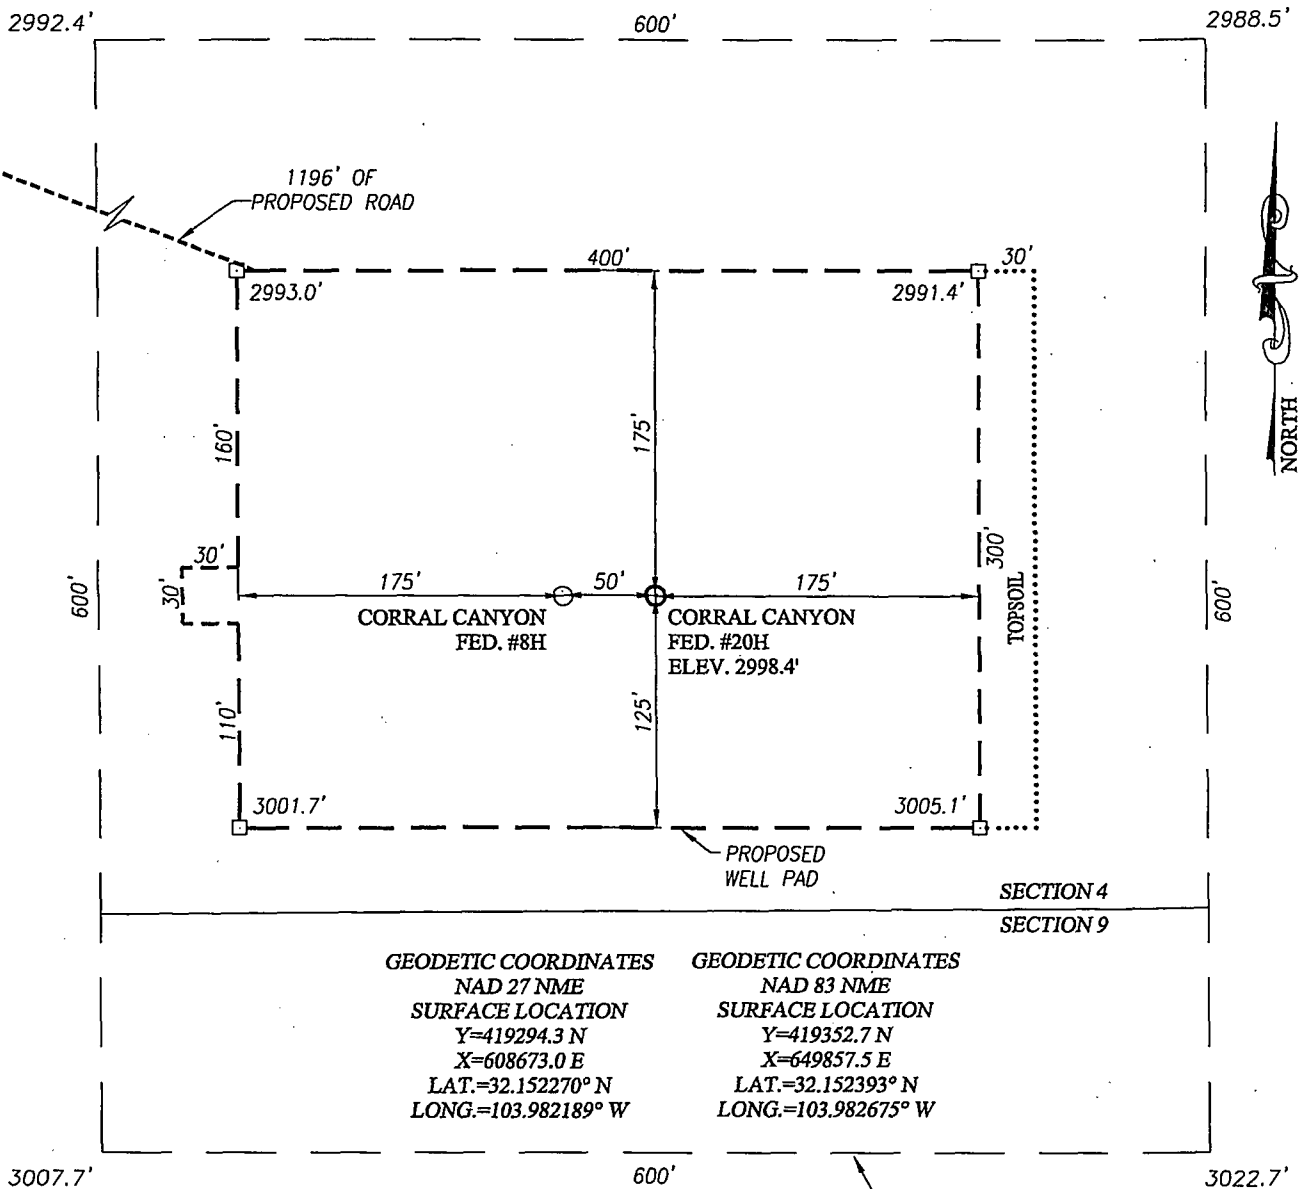 2992.4'
600'
2988.5'
1196' OF
PROPOSED ROAD
400'
30'
2993.0'
2991.4'
NORTH
160'
175'
300'
30'
30'
600'
175'
50'
175'
600'
TOPSOIL
CORRAL CANYON
FED. #8H
CORRAL CANYON
FED. #20H
ELEV. 2998.4'
110'
125'
3001.7'
3005.1'
PROPOSED
WELL PAD
SECTION 4
SECTION 9
GEODETIC COORDINATES
NAD 27 NME
SURFACE LOCATION
Y=419294.3 N
X=608673.0 E
LAT.=32.152270° N
LONG.=103.982189° W
GEODETIC COORDINATES
NAD 83 NME
SURFACE LOCATION
Y=419352.7 N
X=649857.5 E
LAT.=32.152393° N
LONG.=103.982675° W
3007.7'
600'
3022.7'